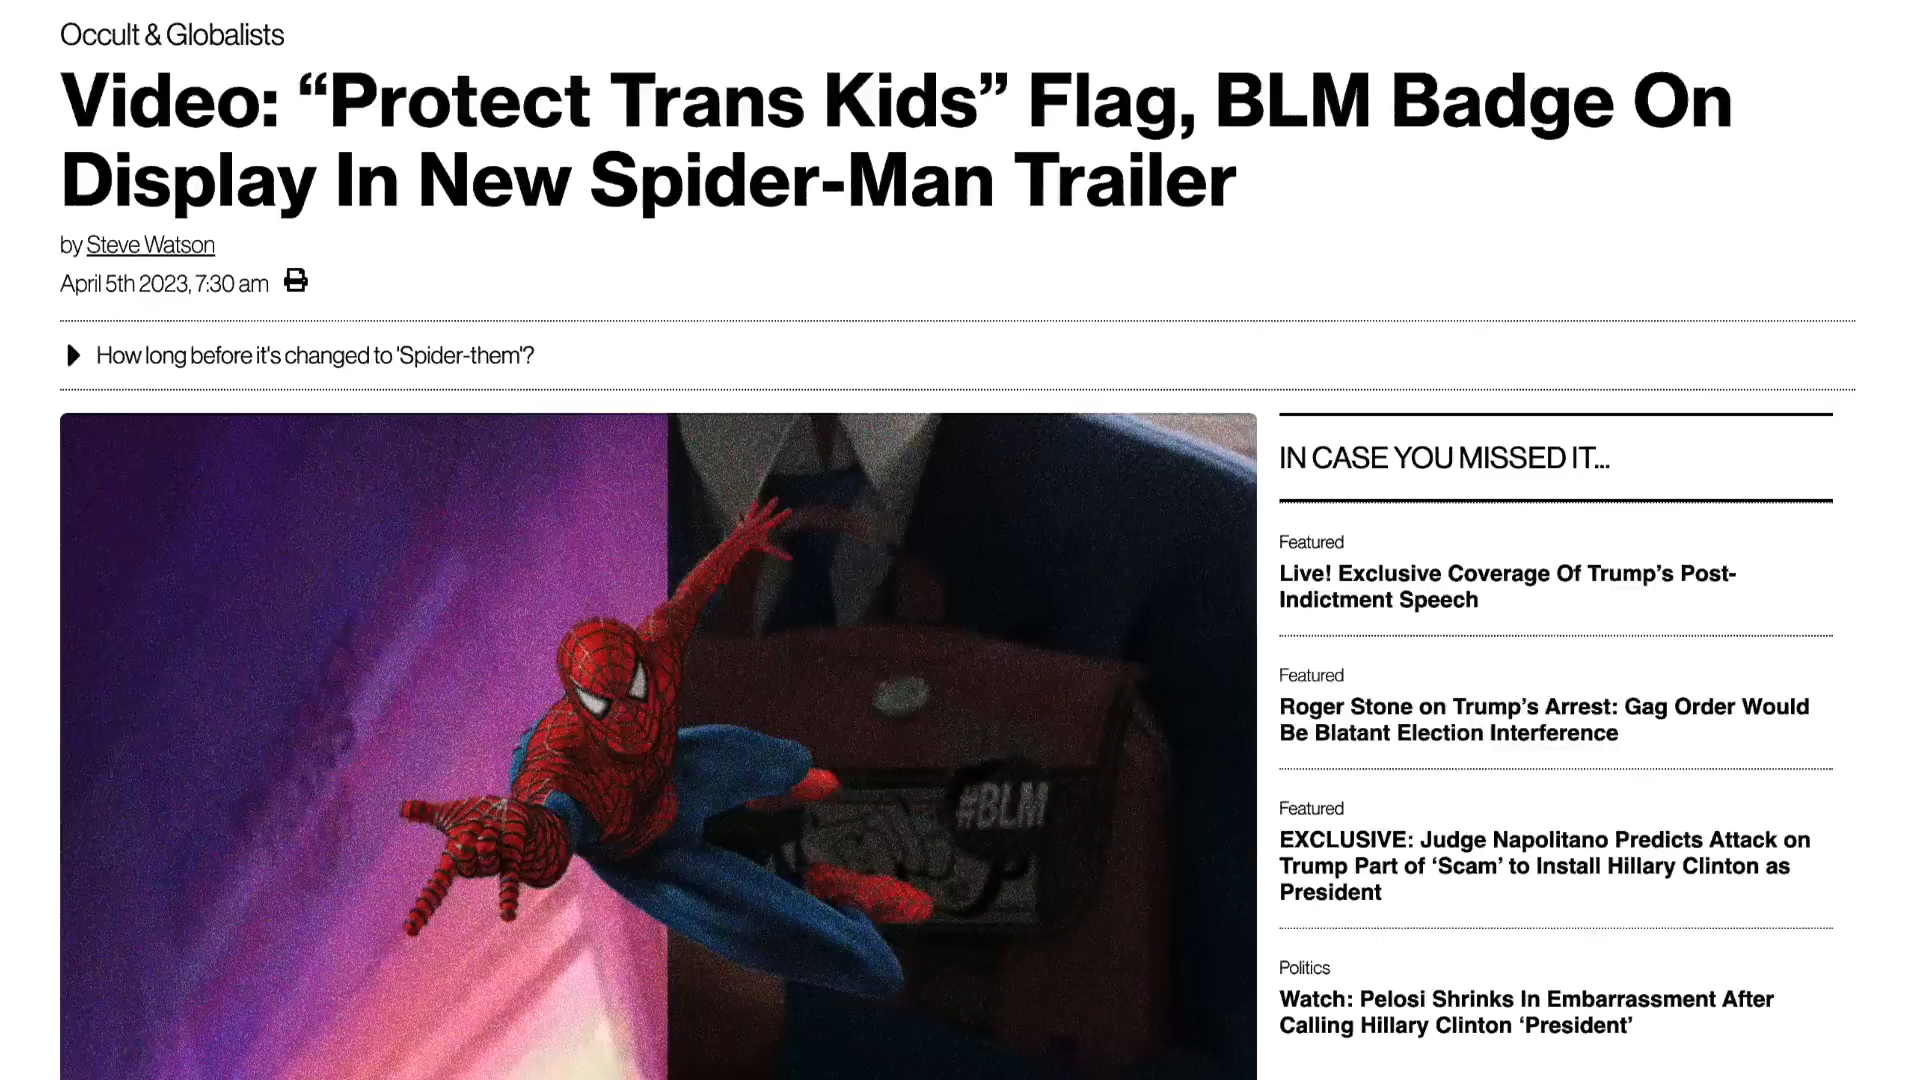 Occult & Globalists
Video: “Protect Trans Kids” Flag, BLM Badge On
Display In New Spider-Man Trailer
by Steve Watson
April 5th 2023, 7:30 am
How long before it's changed to 'Spider-them'?
#BLM
IN CASE YOU MISSED IT...
Featured
Live! Exclusive Coverage Of Trump’s Post-
Indictment Speech
Featured
Roger Stone on Trump’s Arrest: Gag Order Would
Be Blatant Election Interference
Featured
EXCLUSIVE: Judge Napolitano Predicts Attack on
Trump Part of ‘Scam’ to Install Hillary Clinton as
President
Politics
Watch: Pelosi Shrinks In Embarrassment After
Calling Hillary Clinton ‘President’